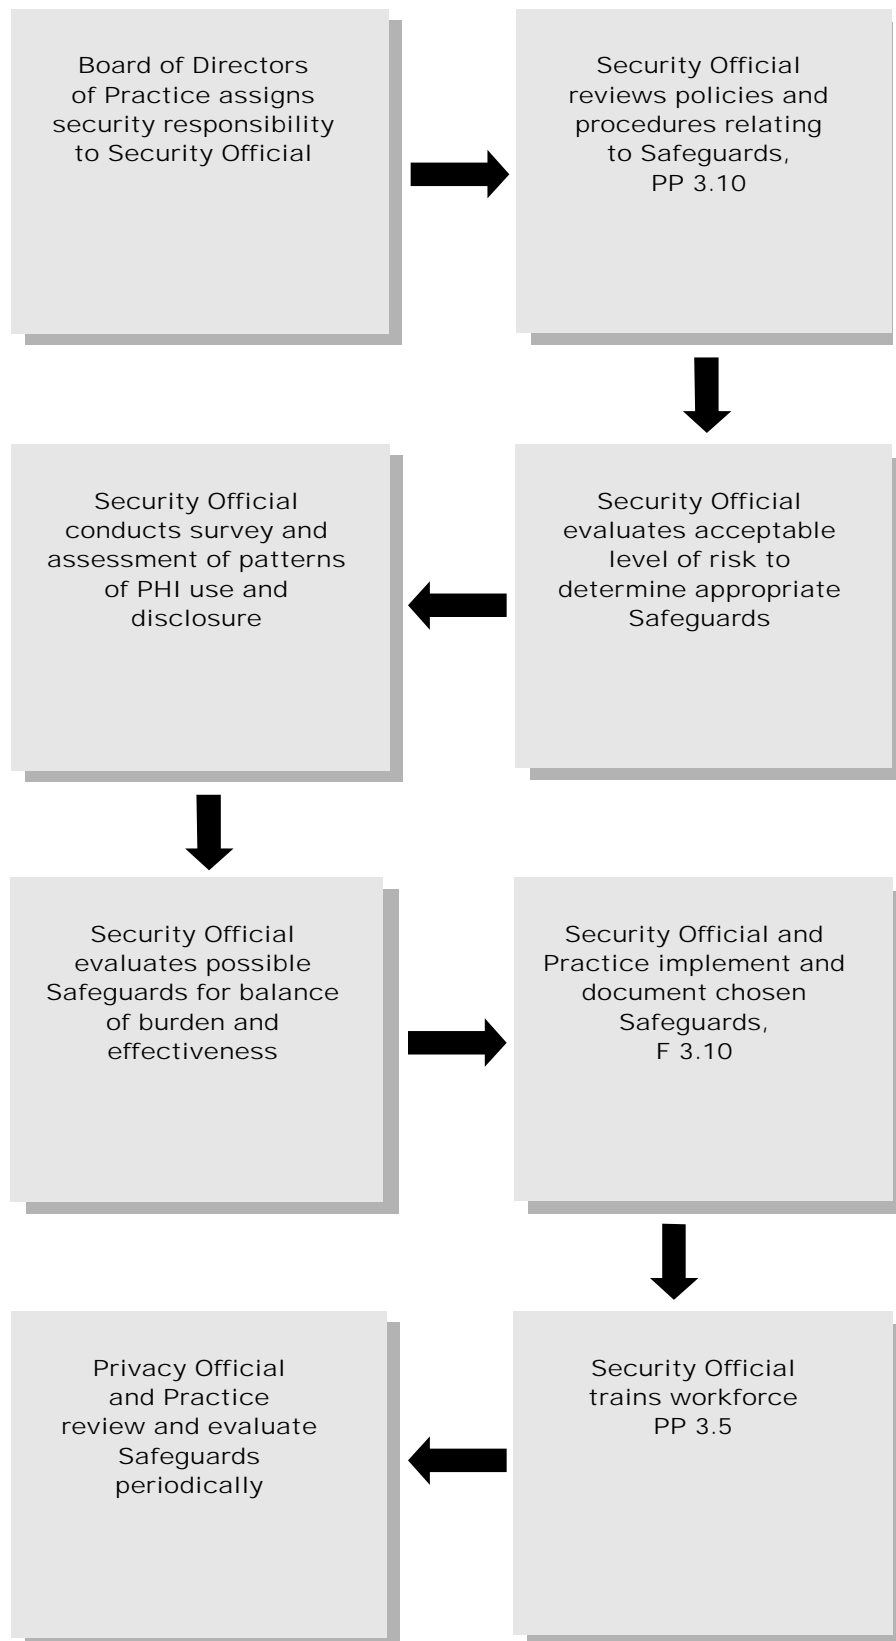 Board of Directors
of Practice assigns
security responsibility
to Security Official
Security Official
reviews policies and
procedures relating
to Safeguards,
PP 3.10
Security Official
evaluates acceptable
level of risk to
determine appropriate
Safeguards
Security Official
conducts survey and
assessment of patterns
of PHI use and
disclosure
Security Official
evaluates possible
Safeguards for balance
of burden and
effectiveness
Security Official and
Practice implement and
document chosen
Safeguards,
F 3.10
Security Official
trains workforce
PP 3.5
Privacy Official
and Practice
review and evaluate
Safeguards
periodically